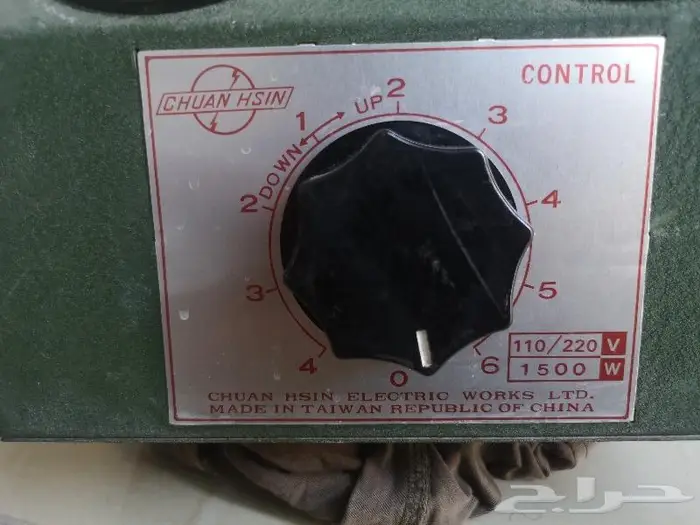 CHUAN HSIN
CONTROL
DOWN
UP
1
2
3
4
5
6
2
3
4
0
110/220 V
1500 W
CHUAN HSIN ELECTRIC WORKS LTD.
MADE IN TAIWAN REPUBLIC OF CHINA
حراج